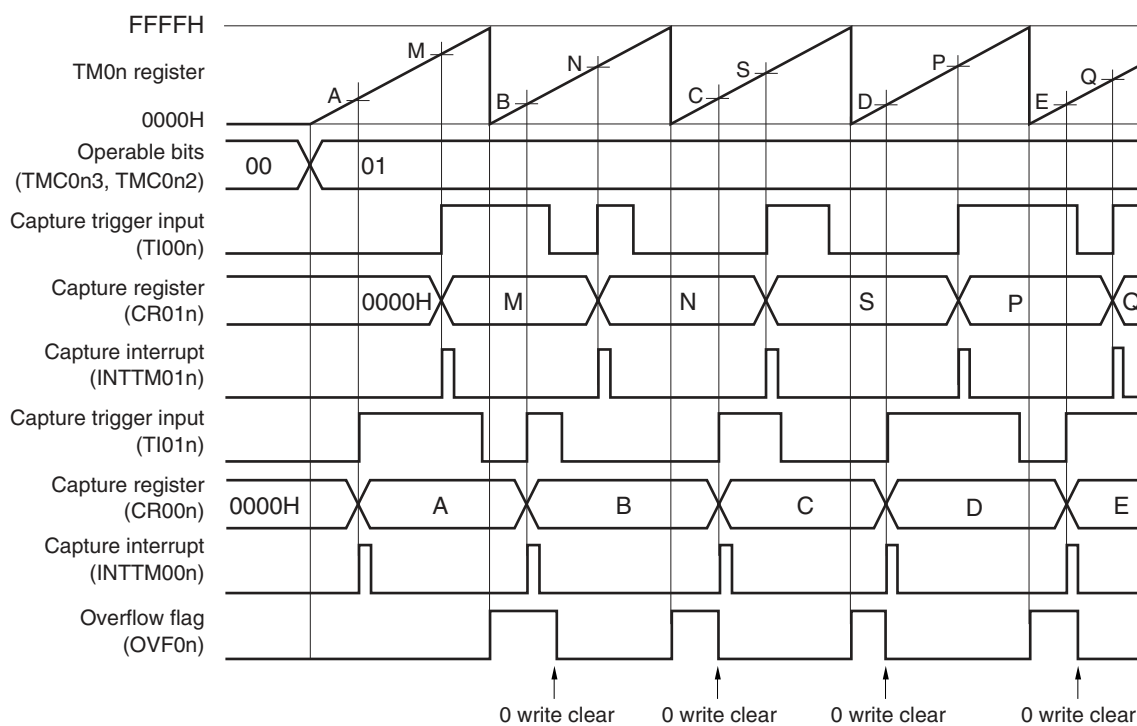 FFFFH
TM0n register
0000H
A M B N C S D P E Q
Operable bits
(TMC0n3, TMC0n2)
00 01
Capture trigger input
(TI00n)
Capture register
(CR01n)
0000H M N S P Q
Capture interrupt
(INTTM01n)
Capture trigger input
(TI01n)
Capture register
(CR00n)
0000H A B C D E
Capture interrupt
(INTTM00n)
Overflow flag
(OVF0n)
0 write clear 0 write clear 0 write clear 0 write clear